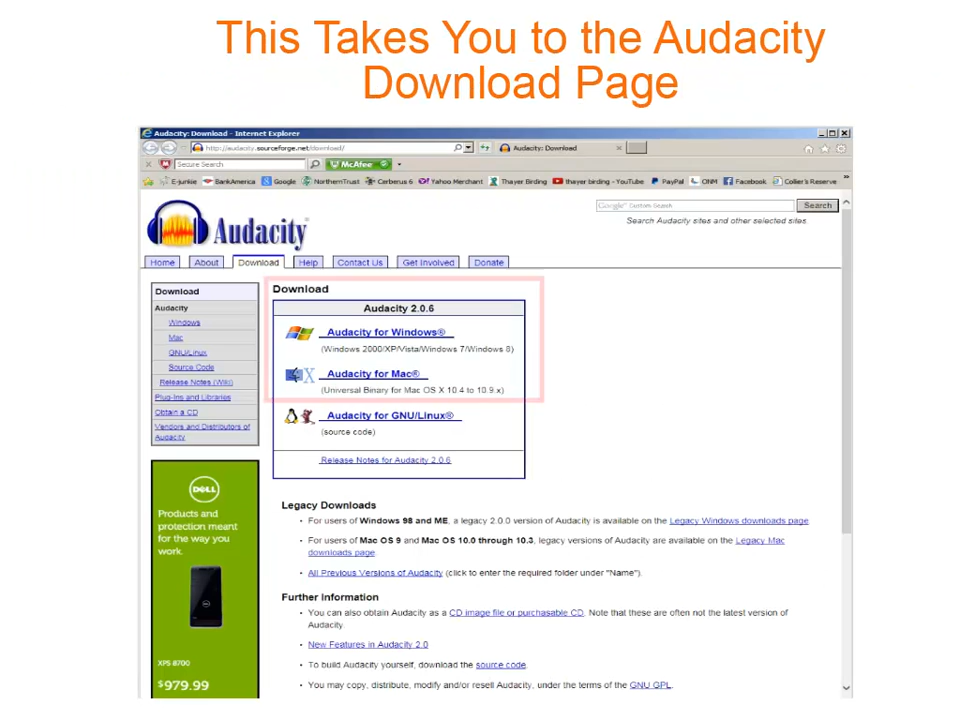 This Takes You to the Audacity
Download Page
Audacity: Download - Internet Explorer
http://audacity.sourceforge.net/download/
Audacity: Download
Secure Search
McAfee
E-junkie
BankAmerica
Google
NorthernTrust
Cerberus 6
Yahoo Merchant
Thayer Birding
thayer birding - YouTube
PayPal
ONM
Facebook
Collier's Reserve
Audacity
Google Custom Search
Search
Search Audacity sites and other selected sites
Home
About
Download
Help
Contact Us
Get Involved
Donate
Download
Audacity
Windows
Mac
GNU/Linux
Source Code
Release Notes (Wiki)
Plug-Ins and Libraries
Obtain a CD
Vendors and Distributors of
Audacity
Download
Audacity 2.0.6
Audacity for Windows®
(Windows 2000/XP/Vista/Windows 7/Windows 8)
Audacity for Mac®
(Universal Binary for Mac OS X 10.4 to 10.9.x)
Audacity for GNU/Linux®
(source code)
Release Notes for Audacity 2.0.6
DELL
Products and
protection meant
for the way you
work.
XPS-8700
$979.99
Legacy Downloads
• For users of Windows 98 and ME, a legacy 2.0.0 version of Audacity is available on the Legacy Windows downloads page.
• For users of Mac OS 9 and Mac OS 10.0 through 10.3, legacy versions of Audacity are available on the Legacy Mac
downloads page.
• All Previous Versions of Audacity (click to enter the required folder under "Name").
Further Information
• You can also obtain Audacity as a CD image file or purchasable CD. Note that these are often not the latest version of
Audacity.
• New Features in Audacity 2.0
• To build Audacity yourself, download the source code.
• You may copy, distribute, modify and/or resell Audacity, under the terms of the GNU GPL.